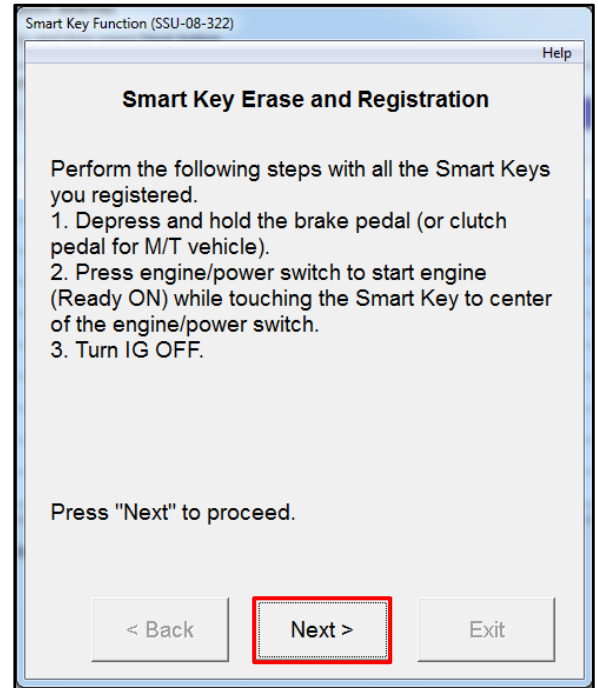 Smart Key Function (SSU-08-322)
Help
Smart Key Erase and Registration
Perform the following steps with all the Smart Keys
you registered.
1. Depress and hold the brake pedal (or clutch
pedal for M/T vehicle).
2. Press engine/power switch to start engine
(Ready ON) while touching the Smart Key to center
of the engine/power switch.
3. Turn IG OFF.
Press "Next" to proceed.
< Back
Next >
Exit